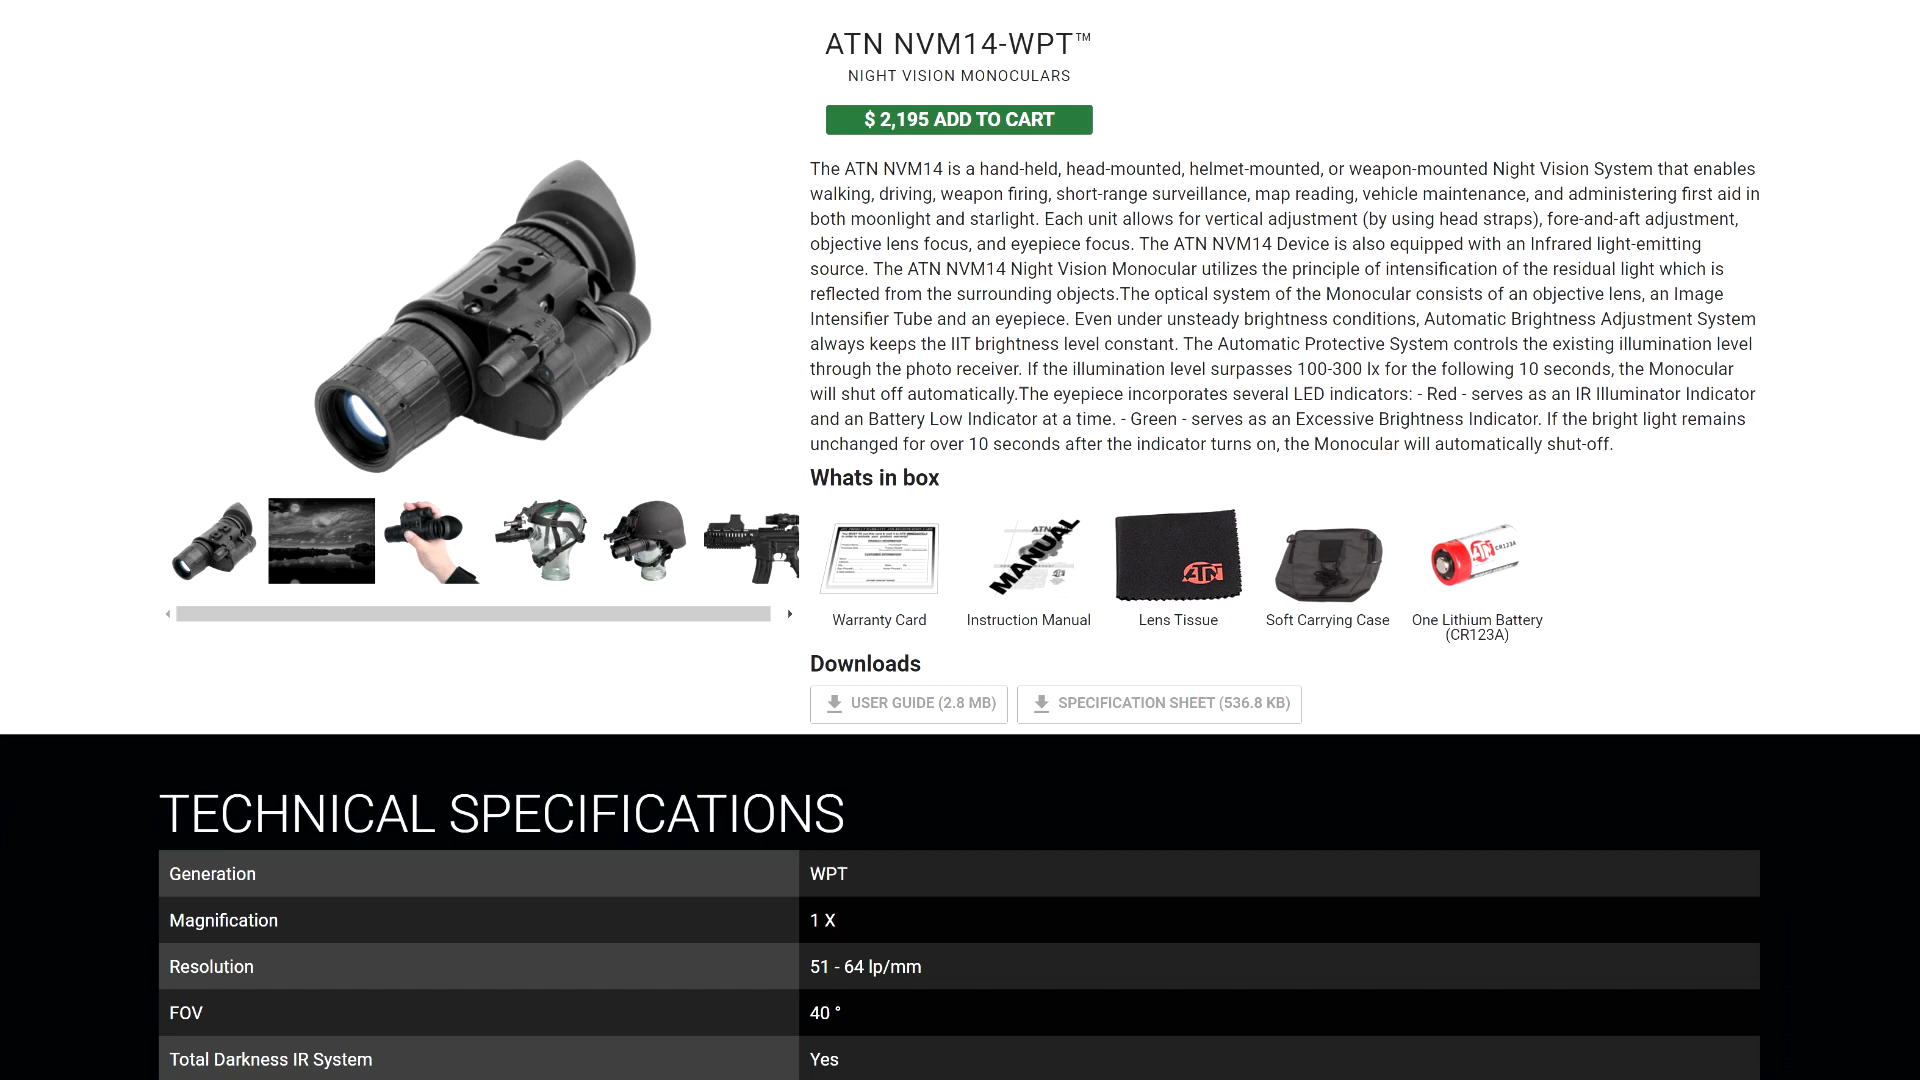 ATN NVM14-WPT™
NIGHT VISION MONOCULARS
$ 2,195 ADD TO CART
The ATN NVM14 is a hand-held, head-mounted, helmet-mounted, or weapon-mounted Night Vision System that enables
walking, driving, weapon firing, short-range surveillance, map reading, vehicle maintenance, and administering first aid in
both moonlight and starlight. Each unit allows for vertical adjustment (by using head straps), fore-and-aft adjustment,
objective lens focus, and eyepiece focus. The ATN NVM14 Device is also equipped with an Infrared light-emitting
source. The ATN NVM14 Night Vision Monocular utilizes the principle of intensification of the residual light which is
reflected from the surrounding objects.The optical system of the Monocular consists of an objective lens, an Image
Intensifier Tube and an eyepiece. Even under unsteady brightness conditions, Automatic Brightness Adjustment System
always keeps the IIT brightness level constant. The Automatic Protective System controls the existing illumination level
through the photo receiver. If the illumination level surpasses 100-300 lx for the following 10 seconds, the Monocular
will shut off automatically.The eyepiece incorporates several LED indicators: - Red - serves as an IR Illuminator Indicator
and an Battery Low Indicator at a time. - Green - serves as an Excessive Brightness Indicator. If the bright light remains
unchanged for over 10 seconds after the indicator turns on, the Monocular will automatically shut-off.
Whats in box
ATN
MANUAL
ATN
ATN CR123A
Warranty Card
Instruction Manual
Lens Tissue
Soft Carrying Case
One Lithium Battery
(CR123A)
Downloads
USER GUIDE (2.8 MB)
SPECIFICATION SHEET (536.8 KB)
TECHNICAL SPECIFICATIONS
Generation WPT
Magnification 1 X
Resolution 51 - 64 lp/mm
FOV 40 °
Total Darkness IR System Yes